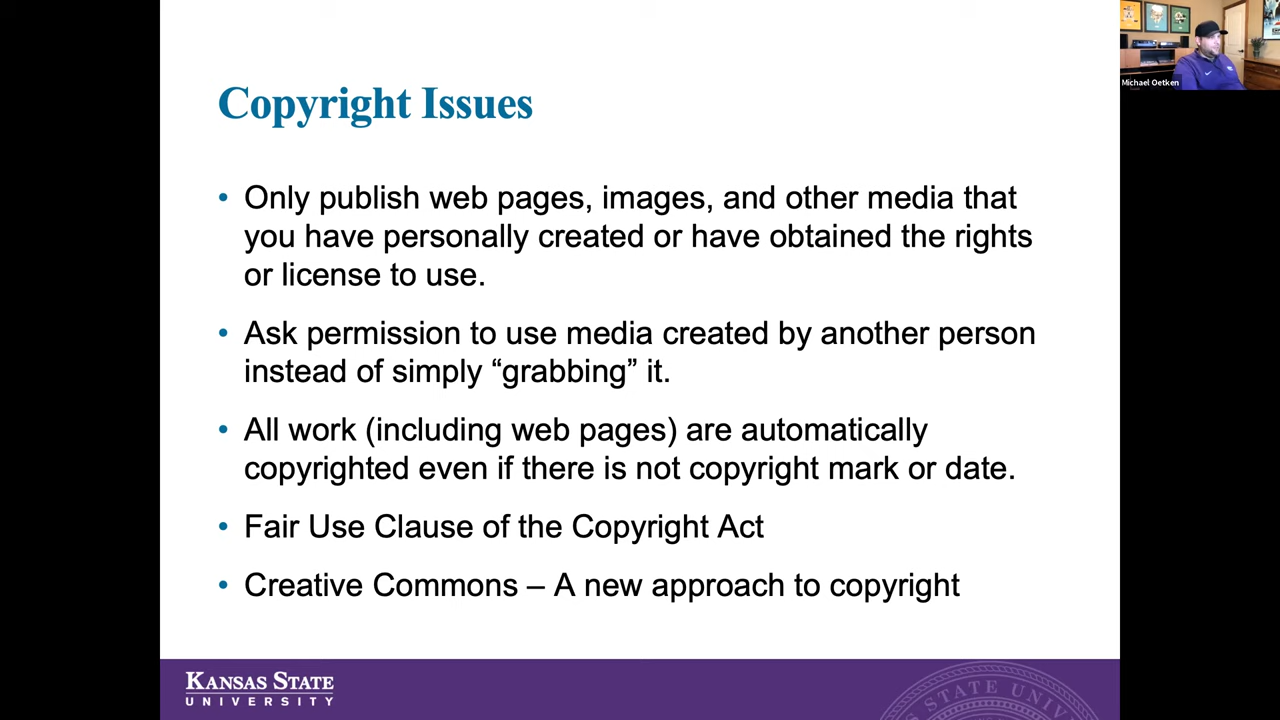 Copyright Issues
• Only publish web pages, images, and other media that
you have personally created or have obtained the rights
or license to use.
• Ask permission to use media created by another person
instead of simply “grabbing” it.
• All work (including web pages) are automatically
copyrighted even if there is not copyright mark or date.
• Fair Use Clause of the Copyright Act
• Creative Commons – A new approach to copyright
KANSAS STATE
UNIVERSITY
STATE UNIV
Michael Oetken